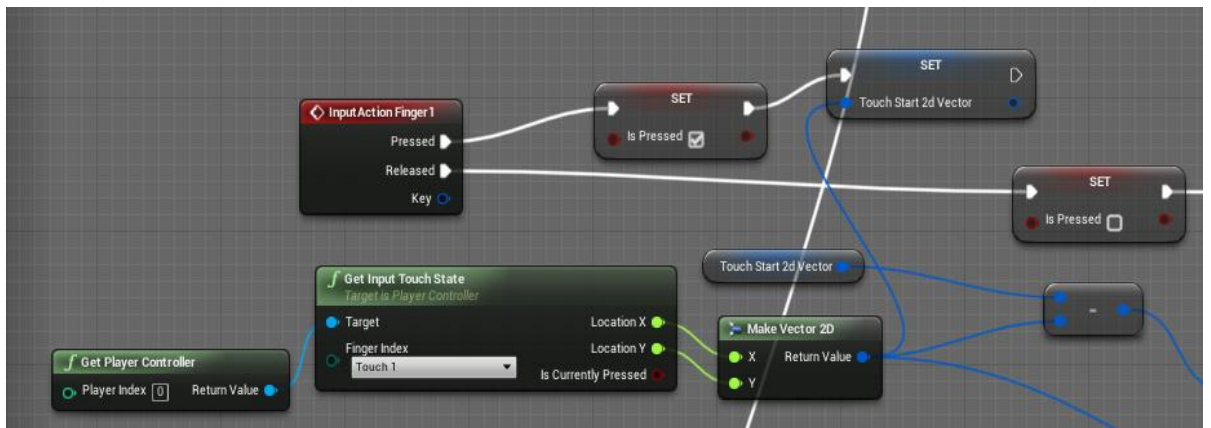 SET
Touch Start 2d Vector
SET
Is Pressed
InputAction Finger1
Pressed
Released
Key
SET
Is Pressed
Touch Start 2d Vector
-
Get Input Touch State
Target is Player Controller
Target
Location X
Finger Index
Touch 1
Location Y
Is Currently Pressed
Make Vector 2D
X
Return Value
Y
Get Player Controller
Player Index 0
Return Value